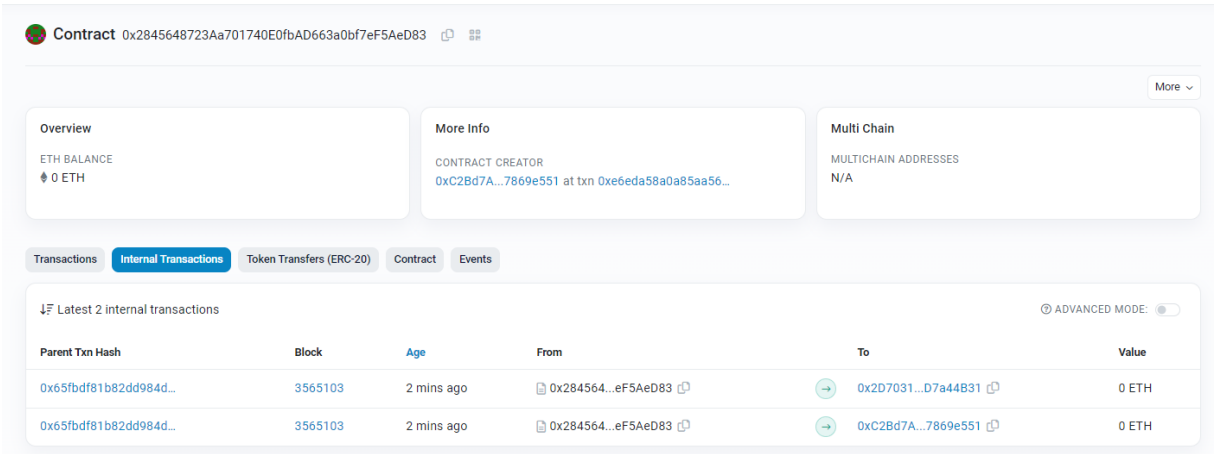 Contract 0x2845648723Aa701740E0fbAD663a0bf7eF5AeD83
More
Overview
ETH BALANCE
0 ETH
More Info
CONTRACT CREATOR
0xC2Bd7A...7869e551 at txn 0xe6eda58a0a85aa56...
Multi Chain
MULTICHAIN ADDRESSES
N/A
Transactions Internal Transactions Token Transfers (ERC-20) Contract Events
Latest 2 internal transactions
ADVANCED MODE:
Parent Txn Hash Block Age From To Value
0x65fbdf81b82dd984d... 3565103 2 mins ago 0x284564...eF5AeD83 0x2D7031...D7a44B31 0 ETH
0x65fbdf81b82dd984d... 3565103 2 mins ago 0x284564...eF5AeD83 0xC2Bd7A...7869e551 0 ETH